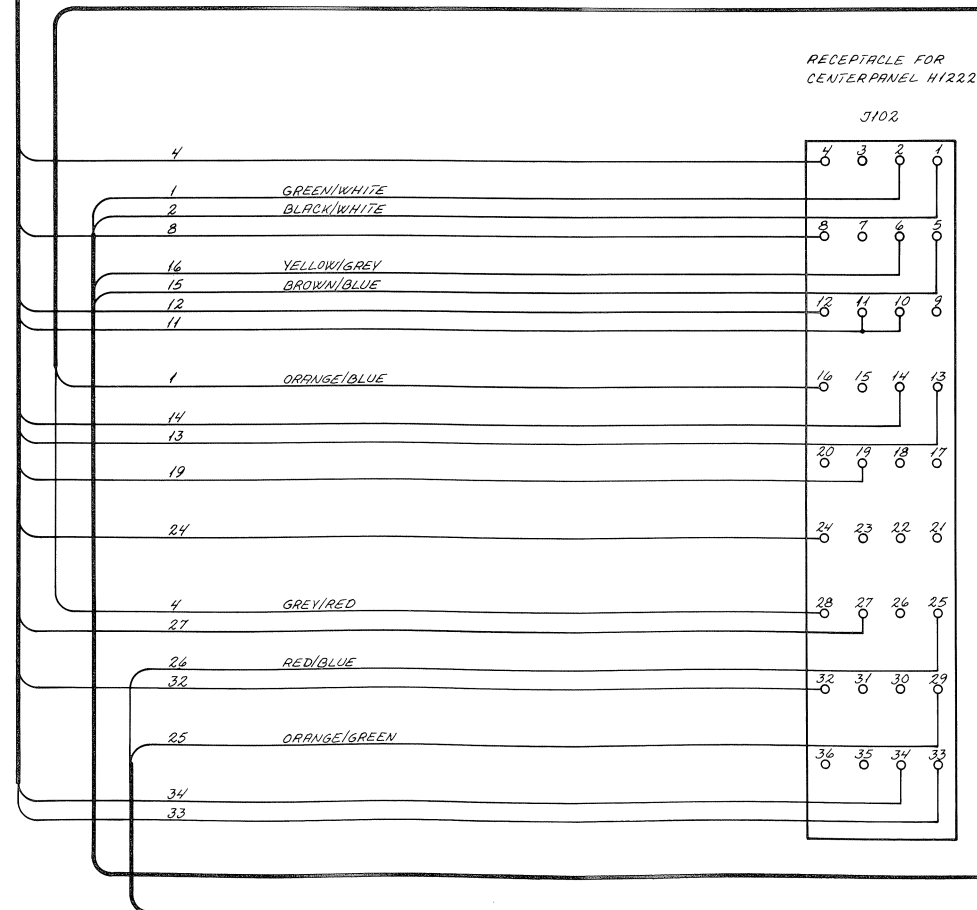 RECEPTACLE FOR
CENTERPANEL H1222
J102
4
4 3 2 1
1 GREEN/WHITE
2 BLACK/WHITE
8
8 7 6 5
16 YELLOW/GREY
15 BROWN/BLUE
12
12 11 10 9
11
1 ORANGE/BLUE
16 15 14 13
14
13
20 19 18 17
19
24
24 23 22 21
4 GREY/RED
28 27 26 25
27
26 RED/BLUE
32
32 31 30 29
25 ORANGE/GREEN
36 35 34 33
34
33